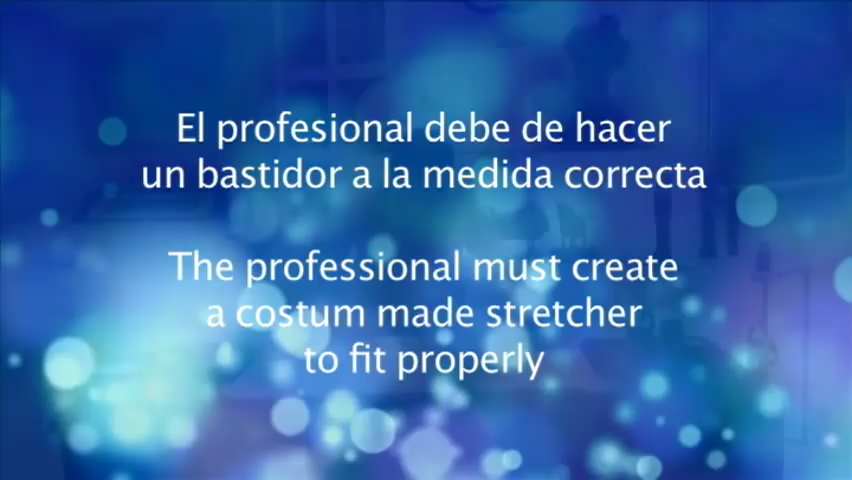 El profesional debe de hacer
un bastidor a la medida correcta
The professional must create
a costum made stretcher
to fit properly